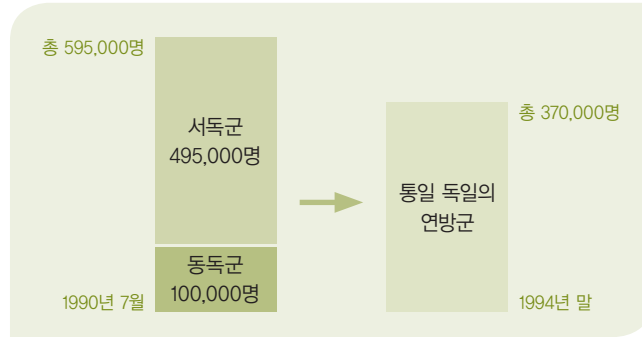 총 595,000명
서독군
495,000명
동독군
100,000명
1990년 7월
총 370,000명
통일 독일의
연방군
1994년 말